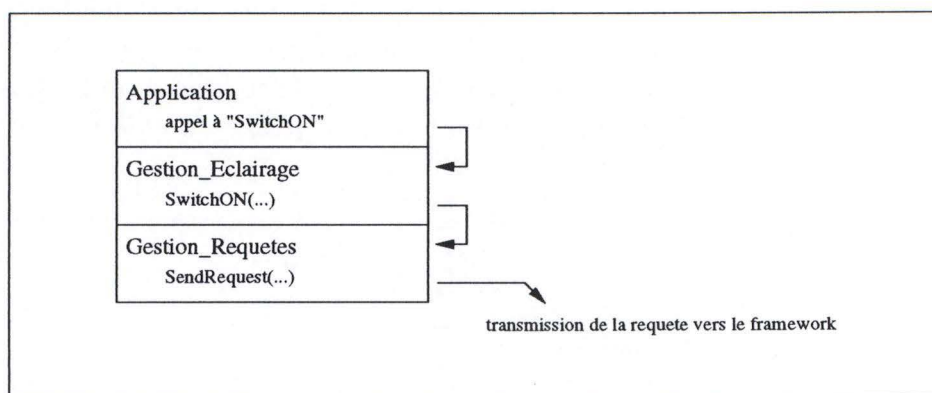 Application
appel à "SwitchON"
Gestion_Eclairage
SwitchON(...)
Gestion_Requetes
SendRequest(...)
transmission de la requete vers le framework